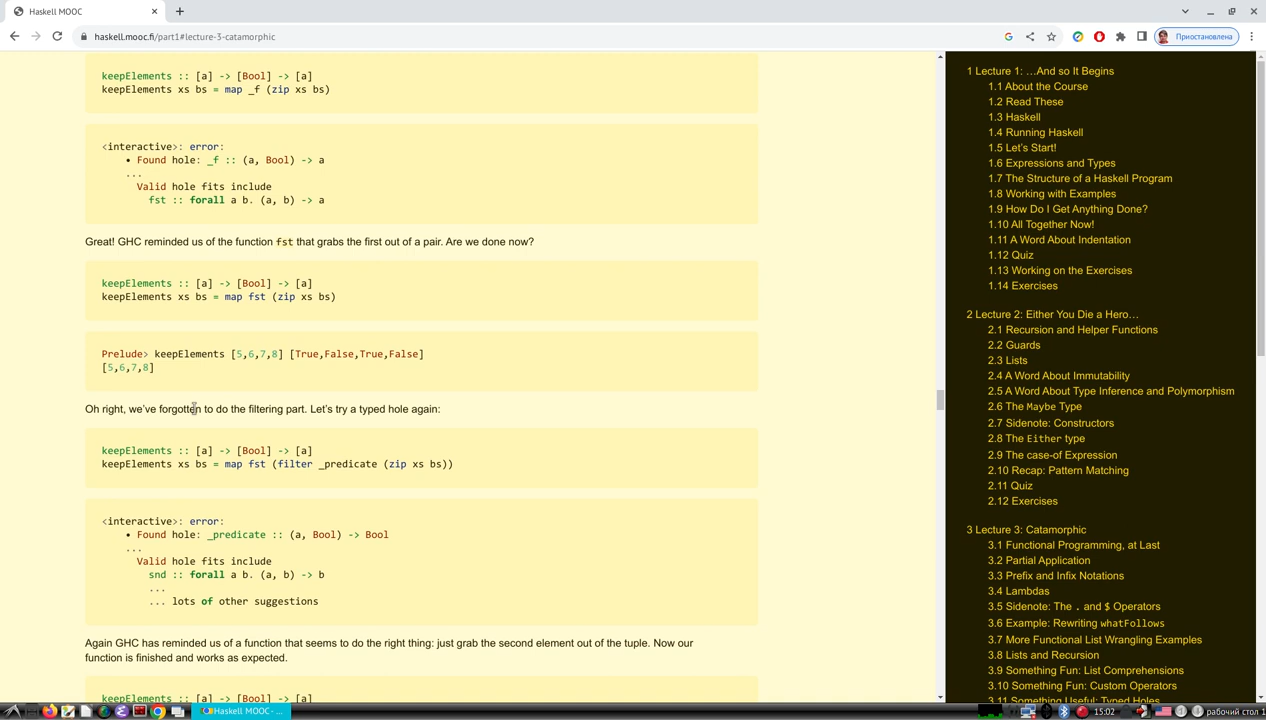 Haskell MOOC
haskell.mooc.fi/part1#lecture-3-catamorphic
Приостановлена
keepElements :: [a] -> [Bool] -> [a]
keepElements xs bs = map _f (zip xs bs)
<interactive>: error:
• Found hole: _f :: (a, Bool) -> a
...
Valid hole fits include
fst :: forall a b. (a, b) -> a
Great! GHC reminded us of the function fst that grabs the first out of a pair. Are we done now?
keepElements :: [a] -> [Bool] -> [a]
keepElements xs bs = map fst (zip xs bs)
Prelude> keepElements [5,6,7,8] [True,False,True,False]
[5,6,7,8]
Oh right, we've forgotten to do the filtering part. Let's try a typed hole again:
keepElements :: [a] -> [Bool] -> [a]
keepElements xs bs = map fst (filter _predicate (zip xs bs))
<interactive>: error:
• Found hole: _predicate :: (a, Bool) -> Bool
...
Valid hole fits include
snd :: forall a b. (a, b) -> b
...
... lots of other suggestions
Again GHC has reminded us of a function that seems to do the right thing: just grab the second element out of the tuple. Now our
function is finished and works as expected.
keepElements :: [a] -> [Bool] -> [a]
1 Lecture 1: …And so It Begins
1.1 About the Course
1.2 Read These
1.3 Haskell
1.4 Running Haskell
1.5 Let's Start!
1.6 Expressions and Types
1.7 The Structure of a Haskell Program
1.8 Working with Examples
1.9 How Do I Get Anything Done?
1.10 All Together Now!
1.11 A Word About Indentation
1.12 Quiz
1.13 Working on the Exercises
1.14 Exercises
2 Lecture 2: Either You Die a Hero…
2.1 Recursion and Helper Functions
2.2 Guards
2.3 Lists
2.4 A Word About Immutability
2.5 A Word About Type Inference and Polymorphism
2.6 The Maybe Type
2.7 Sidenote: Constructors
2.8 The Either type
2.9 The case-of Expression
2.10 Recap: Pattern Matching
2.11 Quiz
2.12 Exercises
3 Lecture 3: Catamorphic
3.1 Functional Programming, at Last
3.2 Partial Application
3.3 Prefix and Infix Notations
3.4 Lambdas
3.5 Sidenote: The . and $ Operators
3.6 Example: Rewriting whatFollows
3.7 More Functional List Wrangling Examples
3.8 Lists and Recursion
3.9 Something Fun: List Comprehensions
3.10 Something Fun: Custom Operators
3.11 Something Useful: Typed Holes
Haskell MOOC- ...
15:02
рабочий стол 1